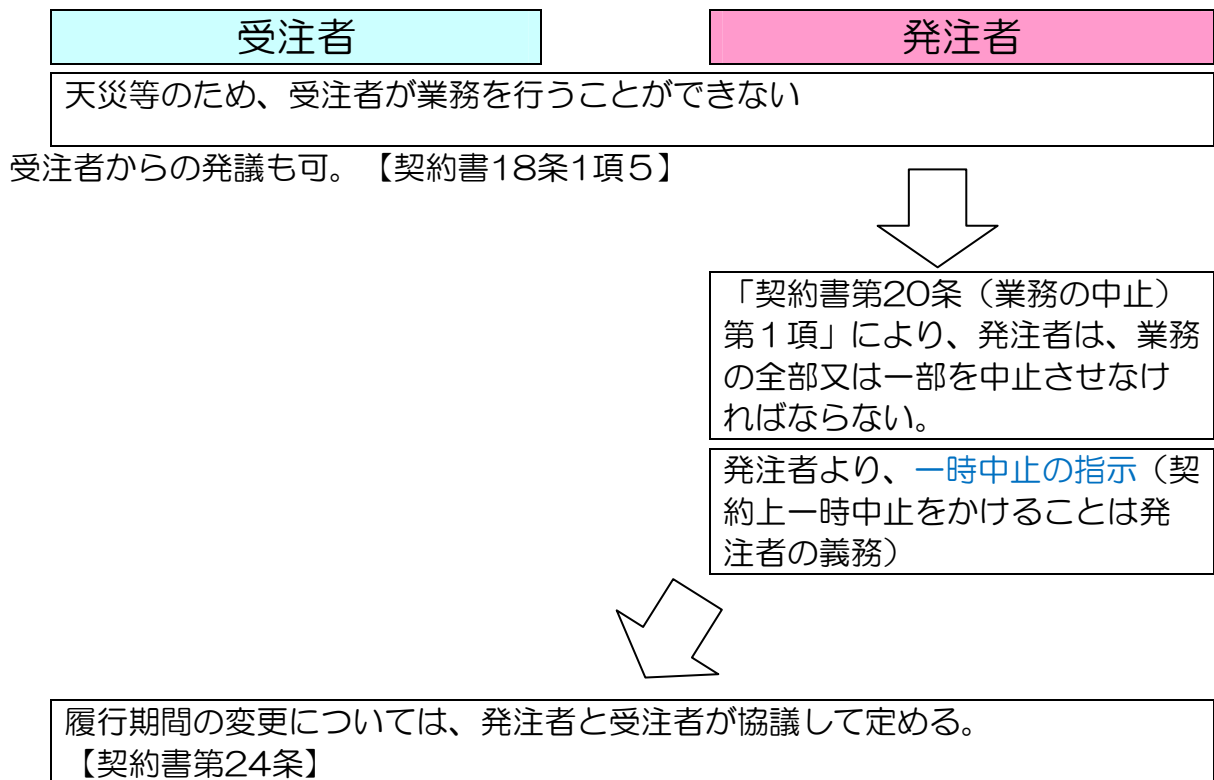 受注者
発注者
天災等のため、受注者が業務を行うことができない
受注者からの発議も可。【契約書18条1項５】
「契約書第20条（業務の中止）
第１項」により、発注者は、業務
の全部又は一部を中止させなけ
ればならない。
発注者より、一時中止の指示（契
約上一時中止をかけることは発
注者の義務）
履行期間の変更については、発注者と受注者が協議して定める。
【契約書第24条】